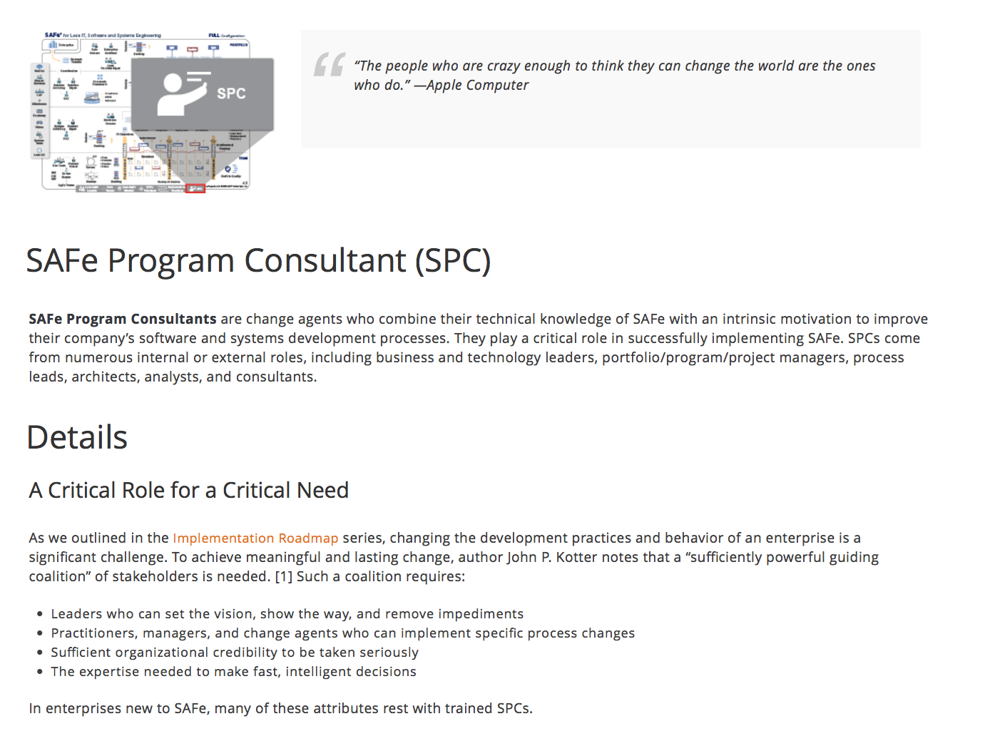 SAFe® for Lean IT, Software and Systems Engineering
FULL Configuration
PORTFOLIO
Enterprise
SPC
“The people who are crazy enough to think they can change the world are the ones
who do.” —Apple Computer
SAFe Program Consultant (SPC)
SAFe Program Consultants are change agents who combine their technical knowledge of SAFe with an intrinsic motivation to improve
their company’s software and systems development processes. They play a critical role in successfully implementing SAFe. SPCs come
from numerous internal or external roles, including business and technology leaders, portfolio/program/project managers, process
leads, architects, analysts, and consultants.
Details
A Critical Role for a Critical Need
As we outlined in the Implementation Roadmap series, changing the development practices and behavior of an enterprise is a
significant challenge. To achieve meaningful and lasting change, author John P. Kotter notes that a “sufficiently powerful guiding
coalition” of stakeholders is needed. [1] Such a coalition requires:
• Leaders who can set the vision, show the way, and remove impediments
• Practitioners, managers, and change agents who can implement specific process changes
• Sufficient organizational credibility to be taken seriously
• The expertise needed to make fast, intelligent decisions
In enterprises new to SAFe, many of these attributes rest with trained SPCs.